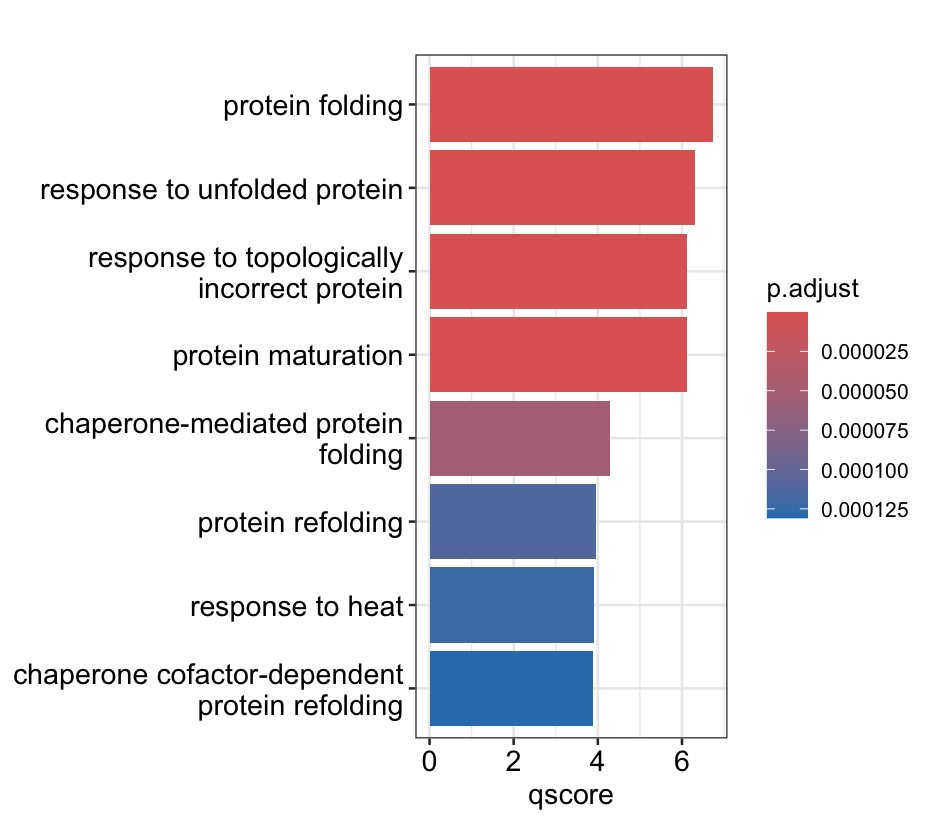 protein folding
response to unfolded protein
response to topologically
incorrect protein
protein maturation
chaperone-mediated protein
folding
protein refolding
response to heat
chaperone cofactor-dependent
protein refolding
0 2 4 6
qscore
p.adjust
0.000025
0.000050
0.000075
0.000100
0.000125